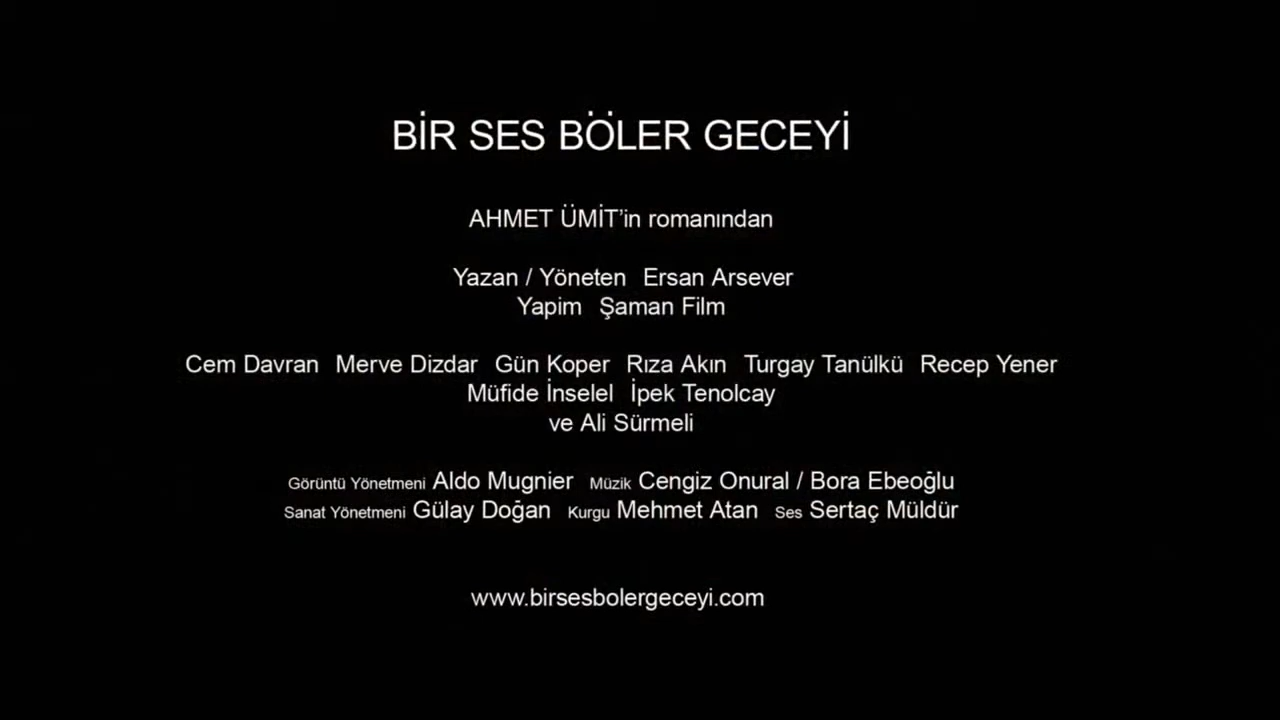 BİR SES BÖLER GECEYİ
AHMET ÜMİT’in romanından
Yazan / Yöneten Ersan Arsever
Yapim Şaman Film
Cem Davran Merve Dizdar Gün Koper Rıza Akın Turgay Tanülkü Recep Yener
Müfide İnselel İpek Tenolcay
ve Ali Sürmeli
Görüntü Yönetmeni Aldo Mugnier Müzik Cengiz Onural / Bora Ebeoğlu
Sanat Yönetmeni Gülay Doğan Kurgu Mehmet Atan Ses Sertaç Müldür
www.birsesbolergeceyi.com